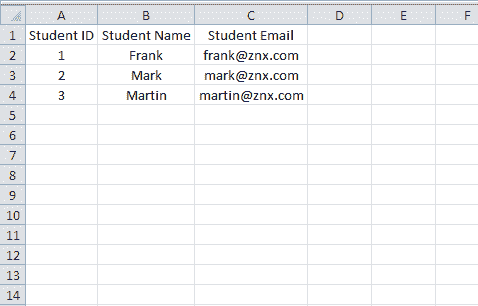 A B C D E F
1 Student ID Student Name Student Email
2 1 Frank frank@znx.com
3 2 Mark mark@znx.com
4 3 Martin martin@znx.com
5
6
7
8
9
10
11
12
13
14